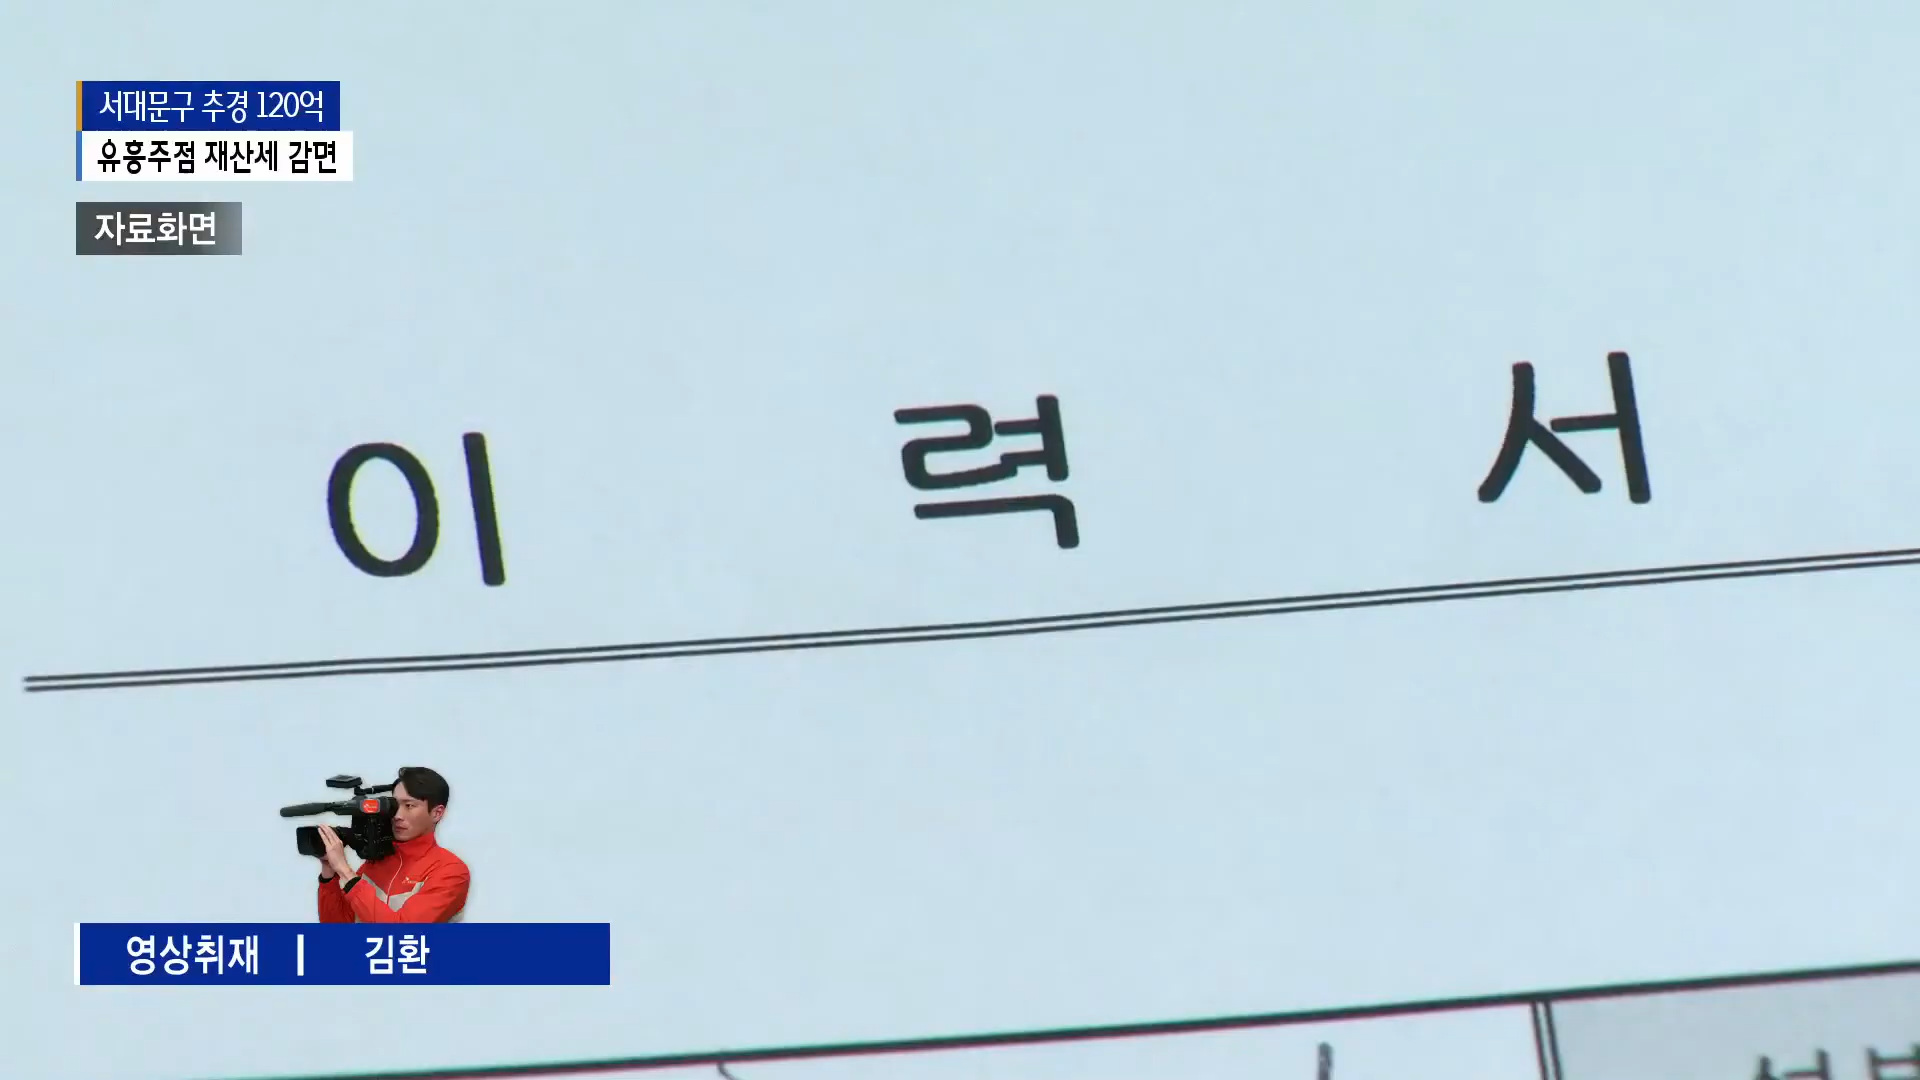 서대문구 추경 120억
유흥주점 재산세 감면
자료화면
이 력 서
영상취재 | 김환